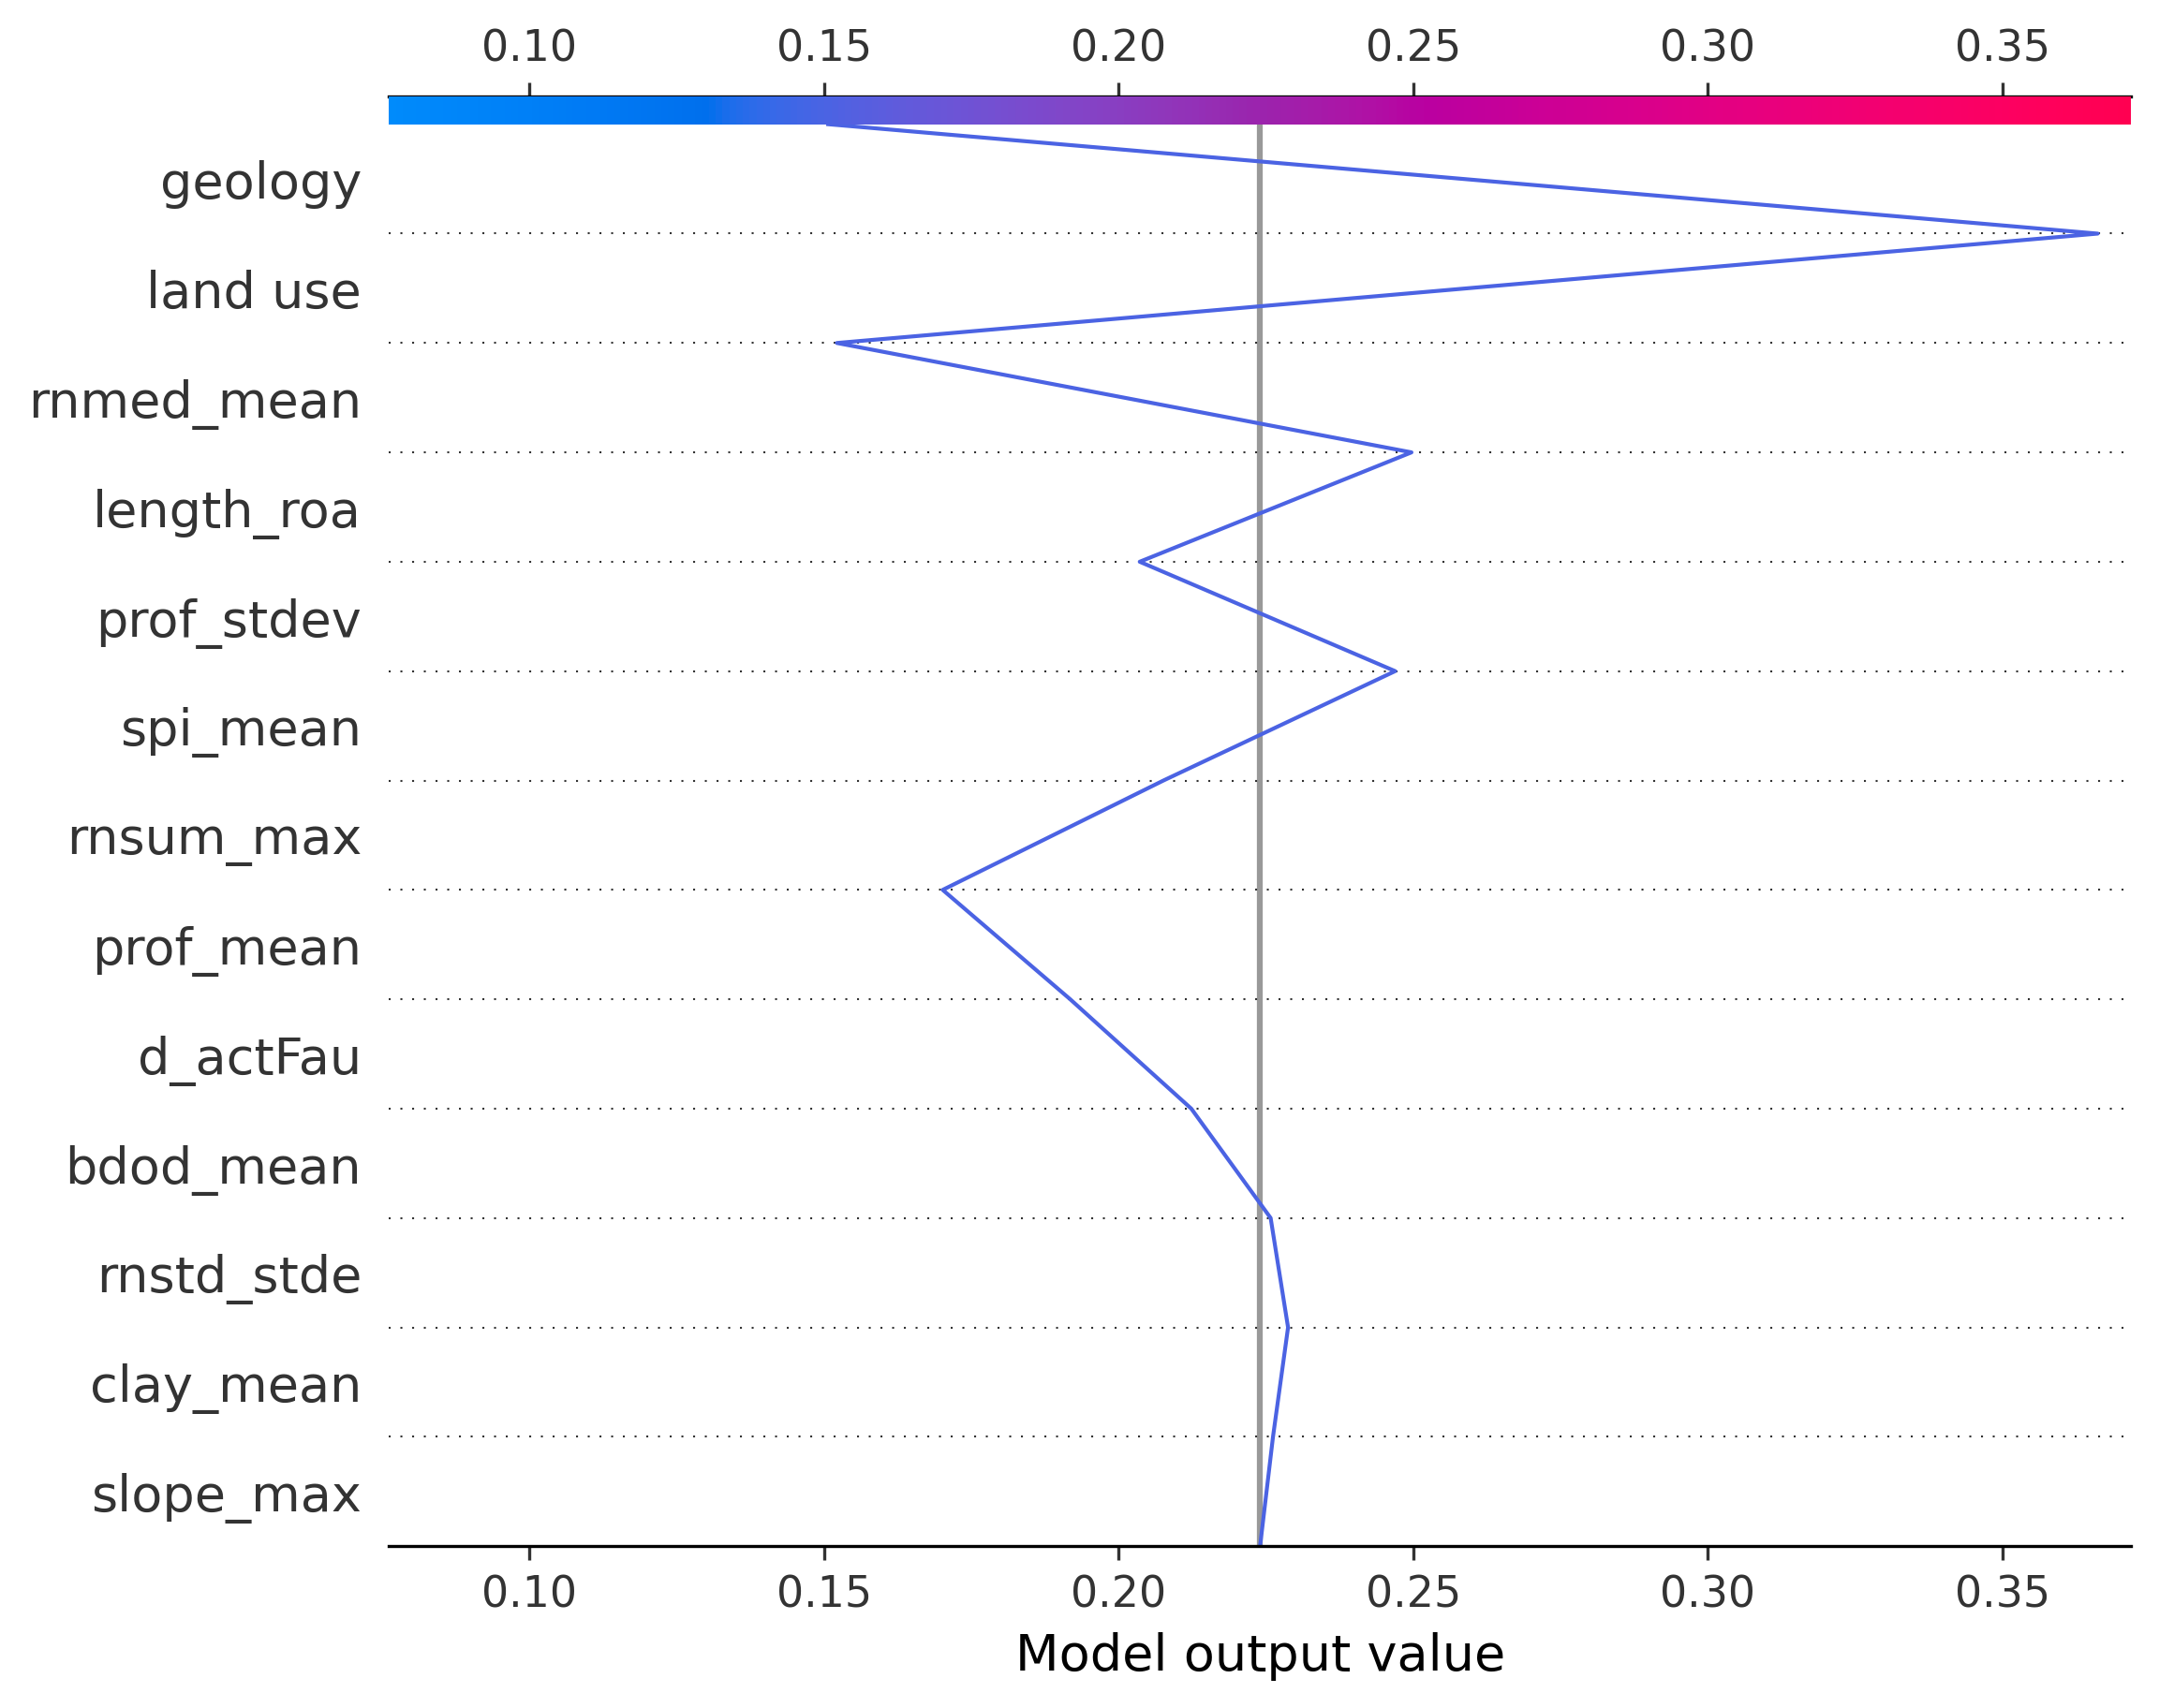 0.10 0.15 0.20 0.25 0.30 0.35
geology
land use
rnmed_mean
length_roa
prof_stdev
spi_mean
rnsum_max
prof_mean
d_actFau
bdod_mean
rnstd_stde
clay_mean
slope_max
0.10 0.15 0.20 0.25 0.30 0.35
Model output value